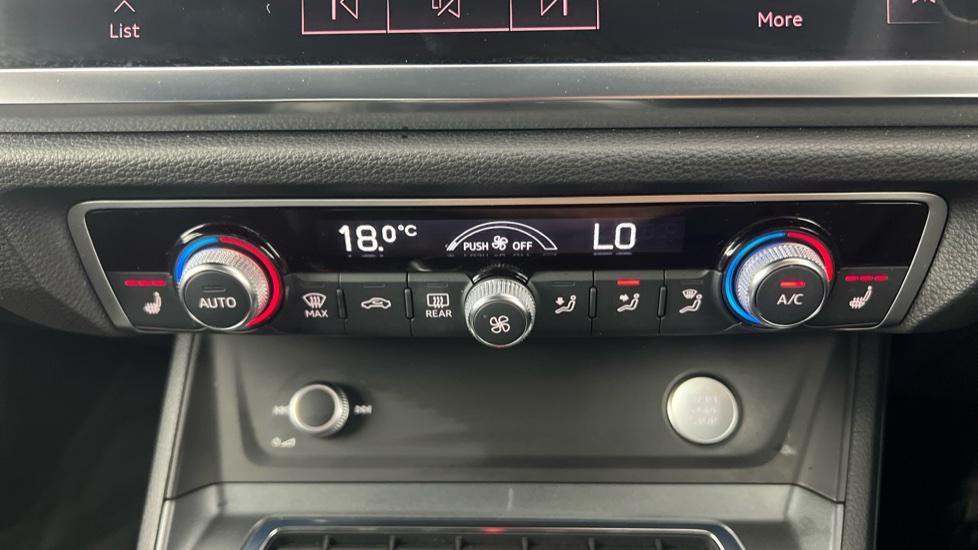 List
More
18.0°C
PUSH OFF
LO
AUTO
MAX
REAR
A/C